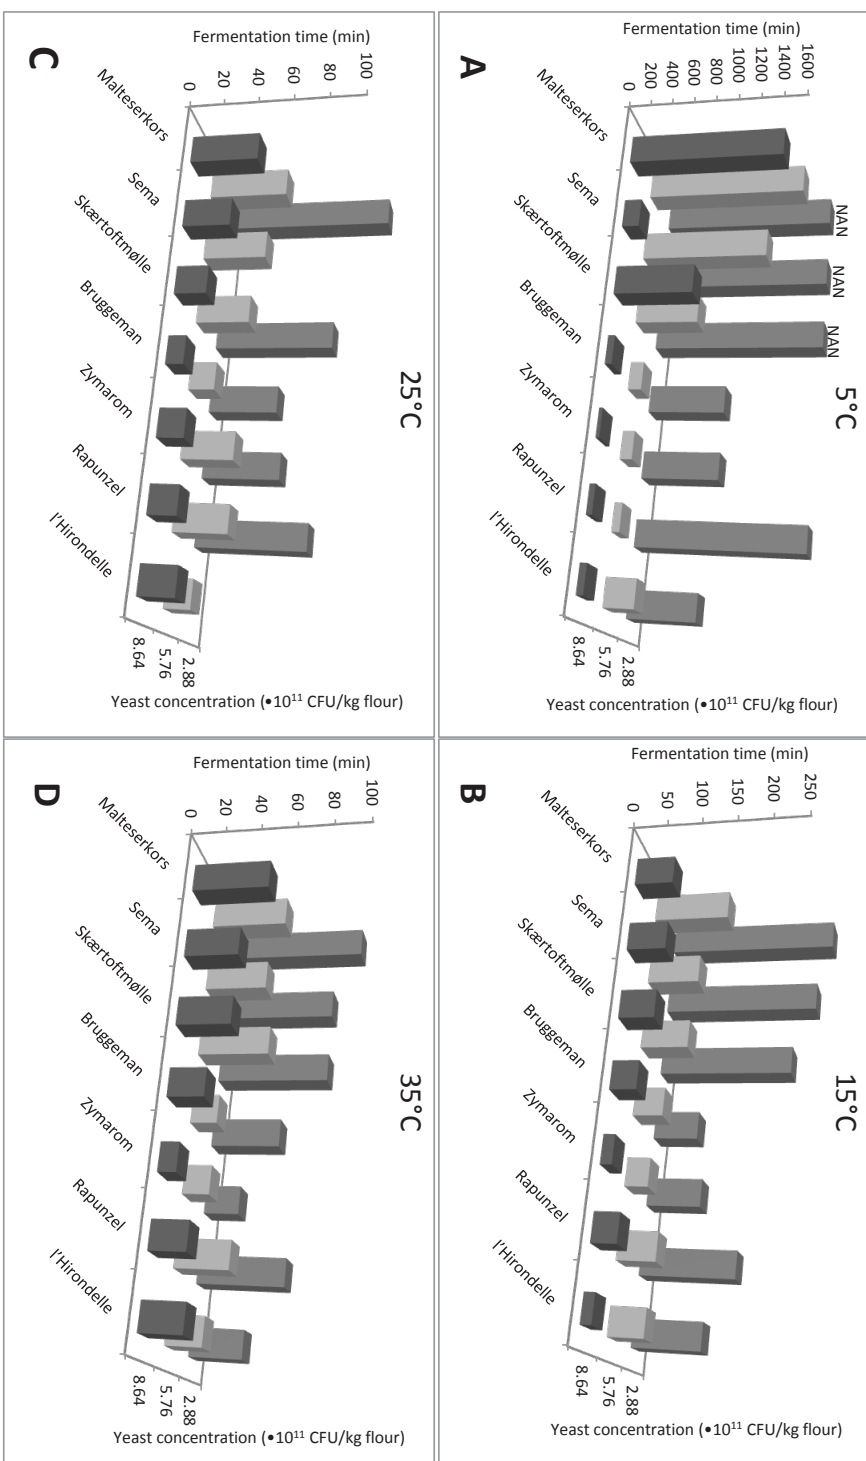 A
5°C
Fermentation time (min)
1600
1400
1200
1000
800
600
400
200
0
NAN
NAN
NAN
Malteserkors
Sema
Skærtoftmølle
Bruggeman
Zymarom
Rapunzel
l'Hirondelle
2.88
5.76
8.64
Yeast concentration (•10¹¹ CFU/kg flour)
B
15°C
Fermentation time (min)
250
200
150
100
50
0
Malteserkors
Sema
Skærtoftmølle
Bruggeman
Zymarom
Rapunzel
l'Hirondelle
2.88
5.76
8.64
Yeast concentration (•10¹¹ CFU/kg flour)
C
25°C
Fermentation time (min)
100
80
60
40
20
0
Malteserkors
Sema
Skærtoftmølle
Bruggeman
Zymarom
Rapunzel
l'Hirondelle
2.88
5.76
8.64
Yeast concentration (•10¹¹ CFU/kg flour)
D
35°C
Fermentation time (min)
100
80
60
40
20
0
Malteserkors
Sema
Skærtoftmølle
Bruggeman
Zymarom
Rapunzel
l'Hirondelle
2.88
5.76
8.64
Yeast concentration (•10¹¹ CFU/kg flour)